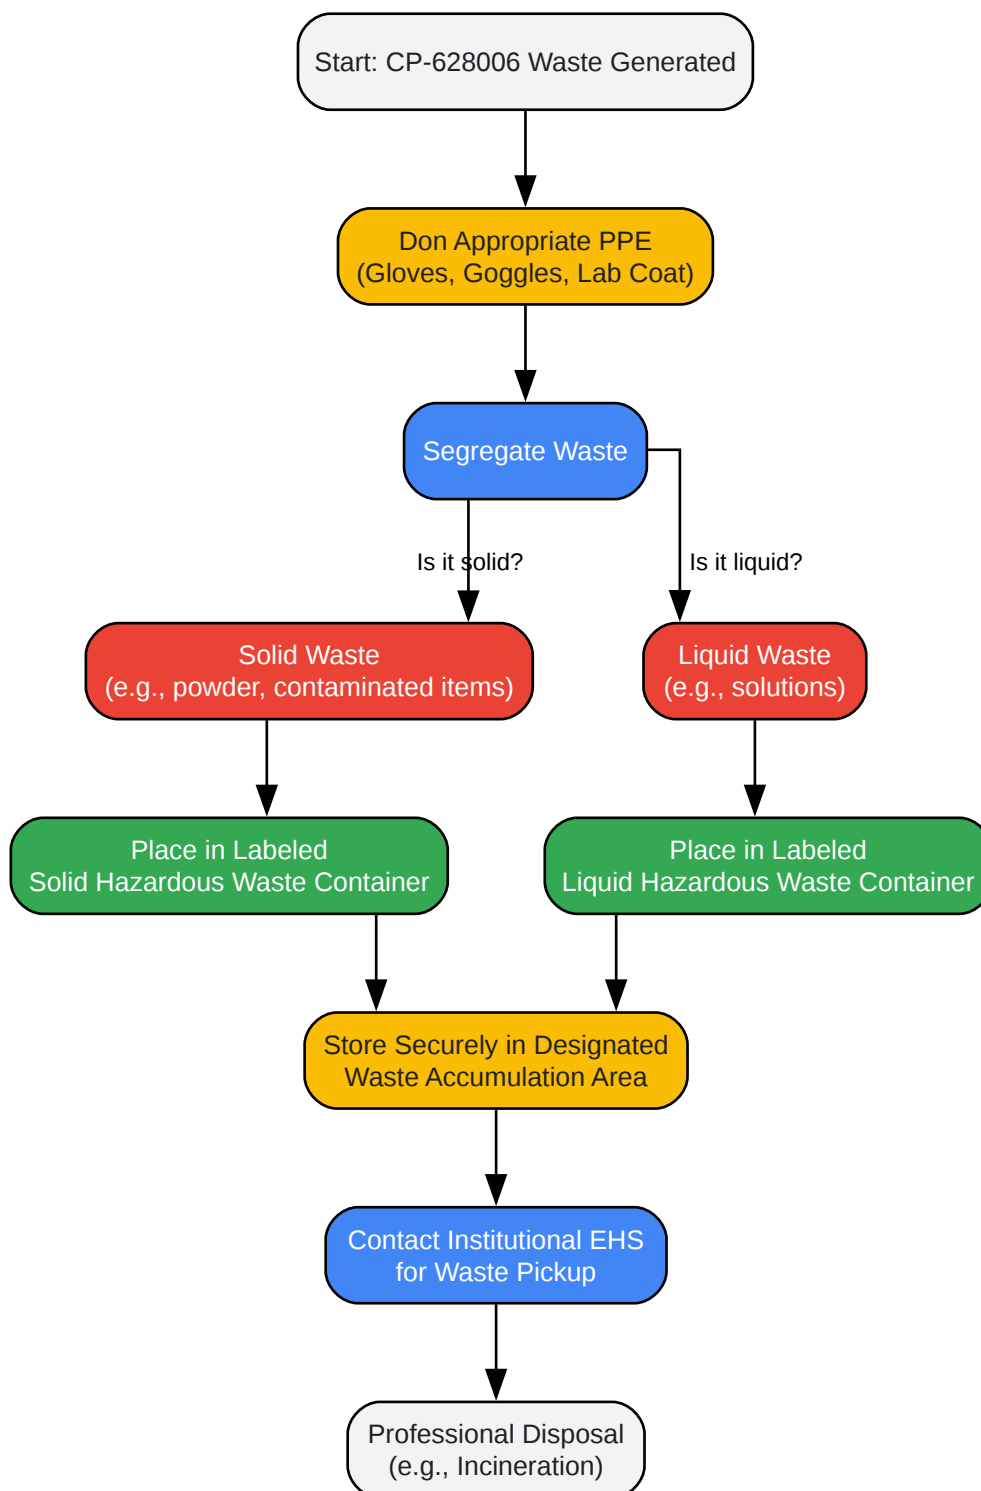 Start: CP-628006 Waste Generated
Don Appropriate PPE
(Gloves, Goggles, Lab Coat)
Segregate Waste
Is it solid?
Is it liquid?
Solid Waste
(e.g., powder, contaminated items)
Liquid Waste
(e.g., solutions)
Place in Labeled
Solid Hazardous Waste Container
Place in Labeled
Liquid Hazardous Waste Container
Store Securely in Designated
Waste Accumulation Area
Contact Institutional EHS
for Waste Pickup
Professional Disposal
(e.g., Incineration)